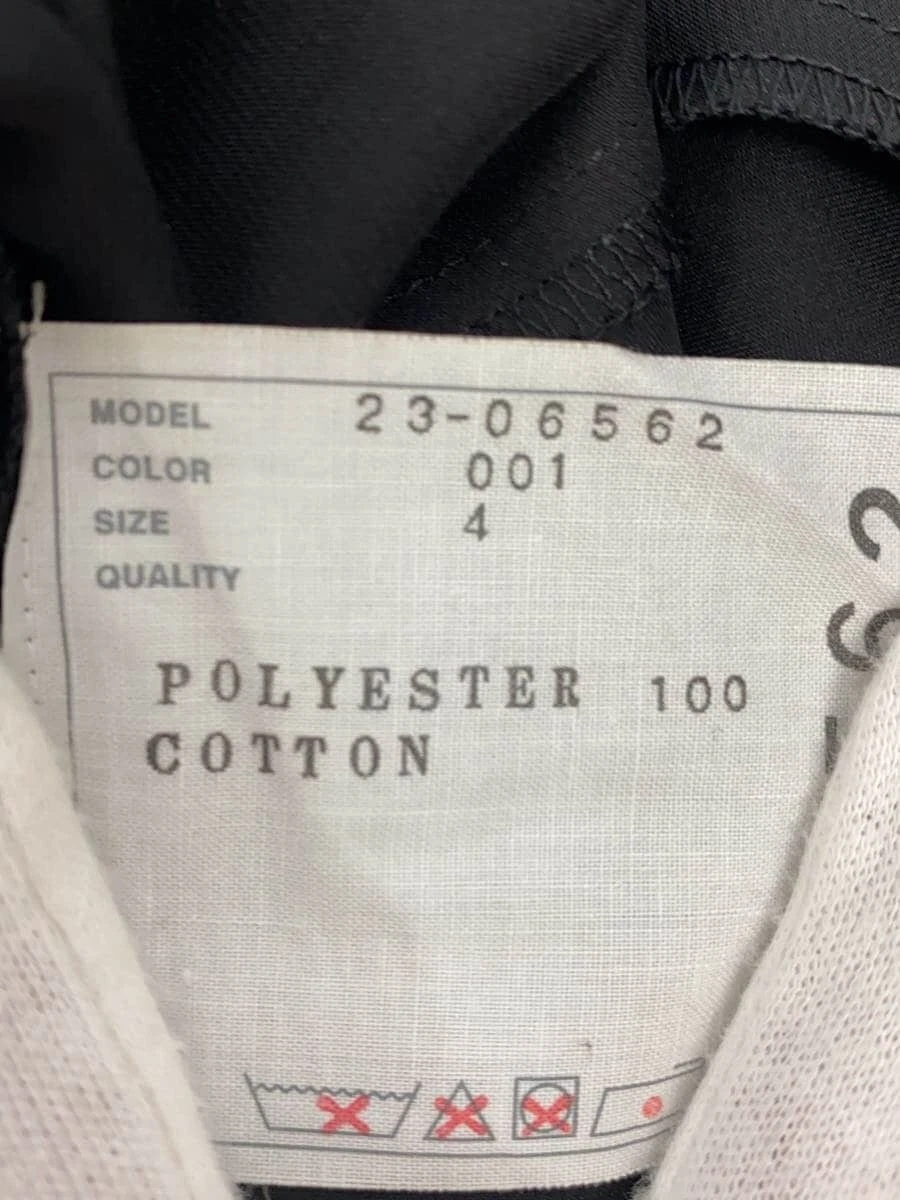 MODEL 23-06562
COLOR 001
SIZE 4
QUALITY
POLYESTER 100
COTTON